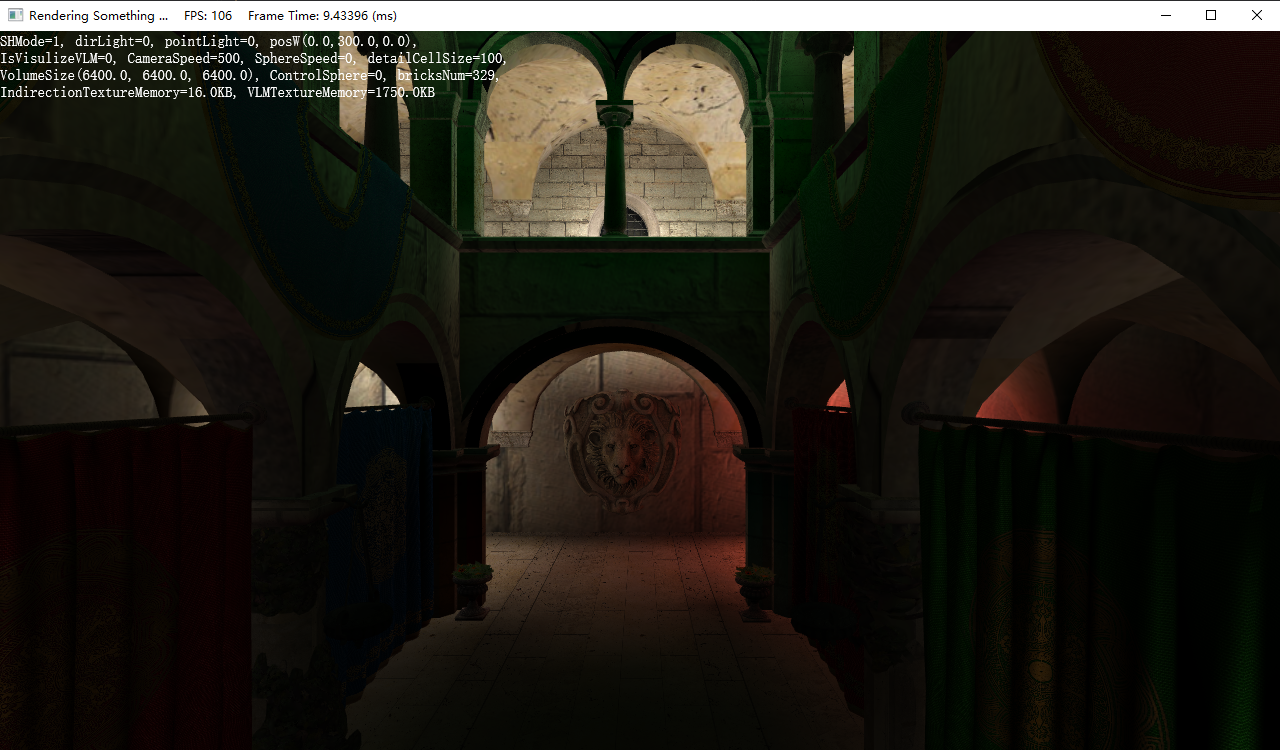 Rendering Something ... FPS: 106 Frame Time: 9.43396 (ms)
SHMode=1, dirLight=0, pointLight=0, posW(0.0,300.0,0.0),
IsVisulizeVLM=0, CameraSpeed=500, SphereSpeed=0, detailCellSize=100,
VolumeSize(6400.0, 6400.0, 6400.0), ControlSphere=0, bricksNum=329,
IndirectionTextureMemory=16.0KB, VLMTextureMemory=1750.0KB